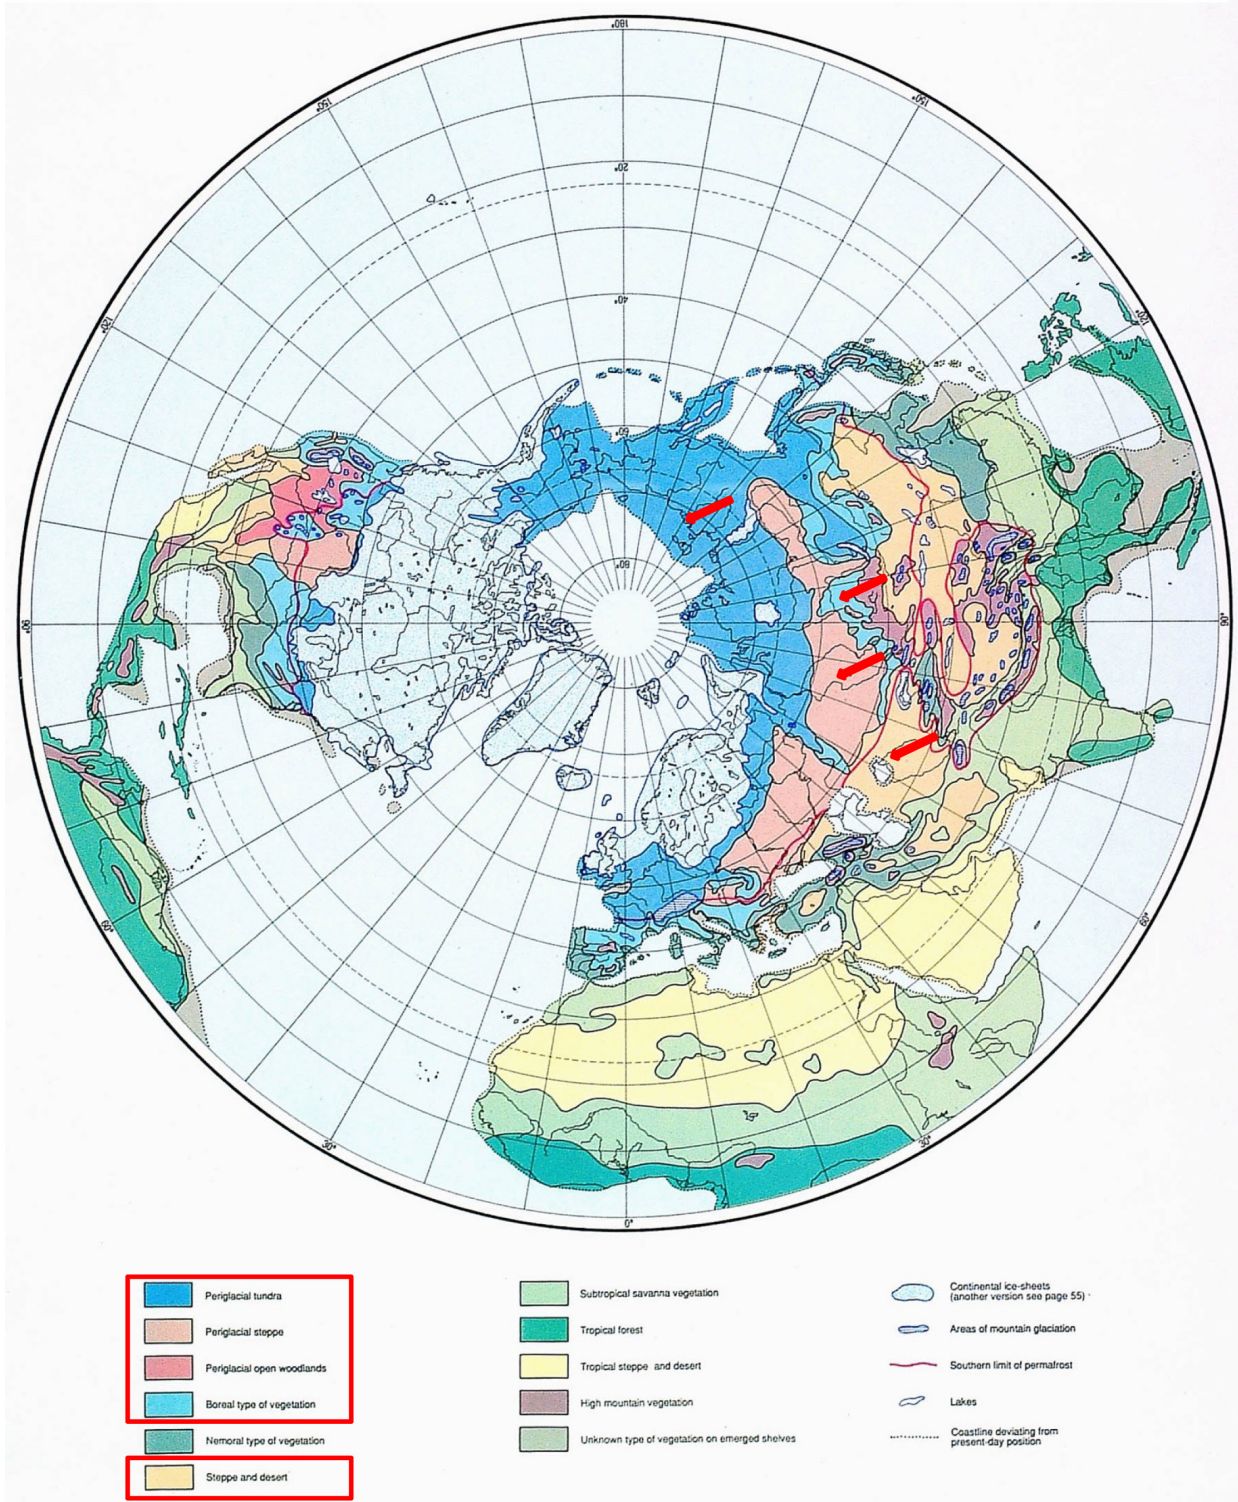 180°
150°
150°
120°
120°
20°
40°
60°
80°
90°
90°
60°
60°
30°
30°
0°
Periglacial tundra
Periglacial steppe
Periglacial open woodlands
Boreal type of vegetation
Nemoral type of vegetation
Steppe and desert
Subtropical savanna vegetation
Tropical forest
Tropical steppe and desert
High mountain vegetation
Unknown type of vegetation on emerged shelves
Continental ice-sheets
(another version see page 55)
Areas of mountain glaciation
Southern limit of permafrost
Lakes
Coastline deviating from
present-day position